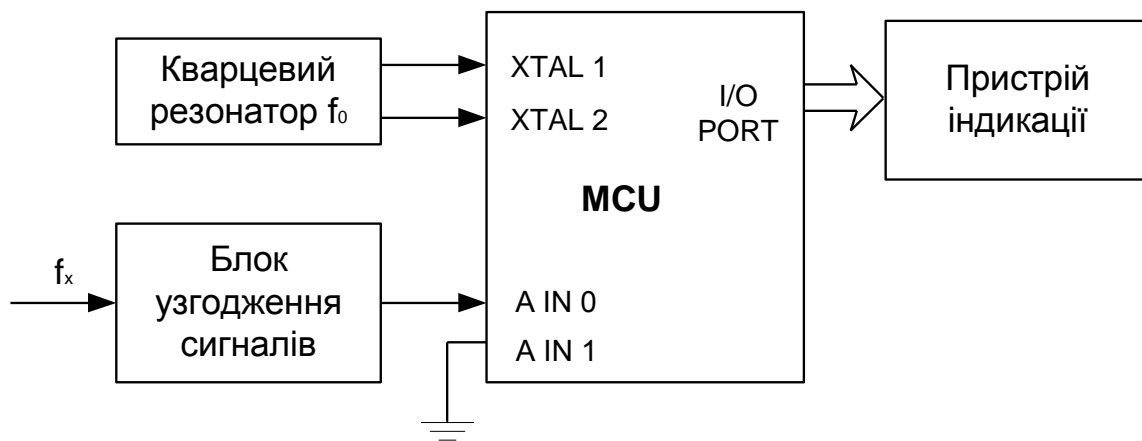 Кварцевий
резонатор f₀
XTAL 1
XTAL 2
I/O
PORT
MCU
Пристрій
індикації
fₓ
Блок
узгодження
сигналів
A IN 0
A IN 1